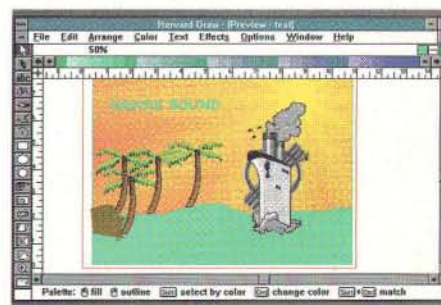 Harvard Draw - [Preview - test]
File Edit Arrange Color Text Effects Options Window Help
50%
abc
BOUND
Palette: fill outline select by color change color match